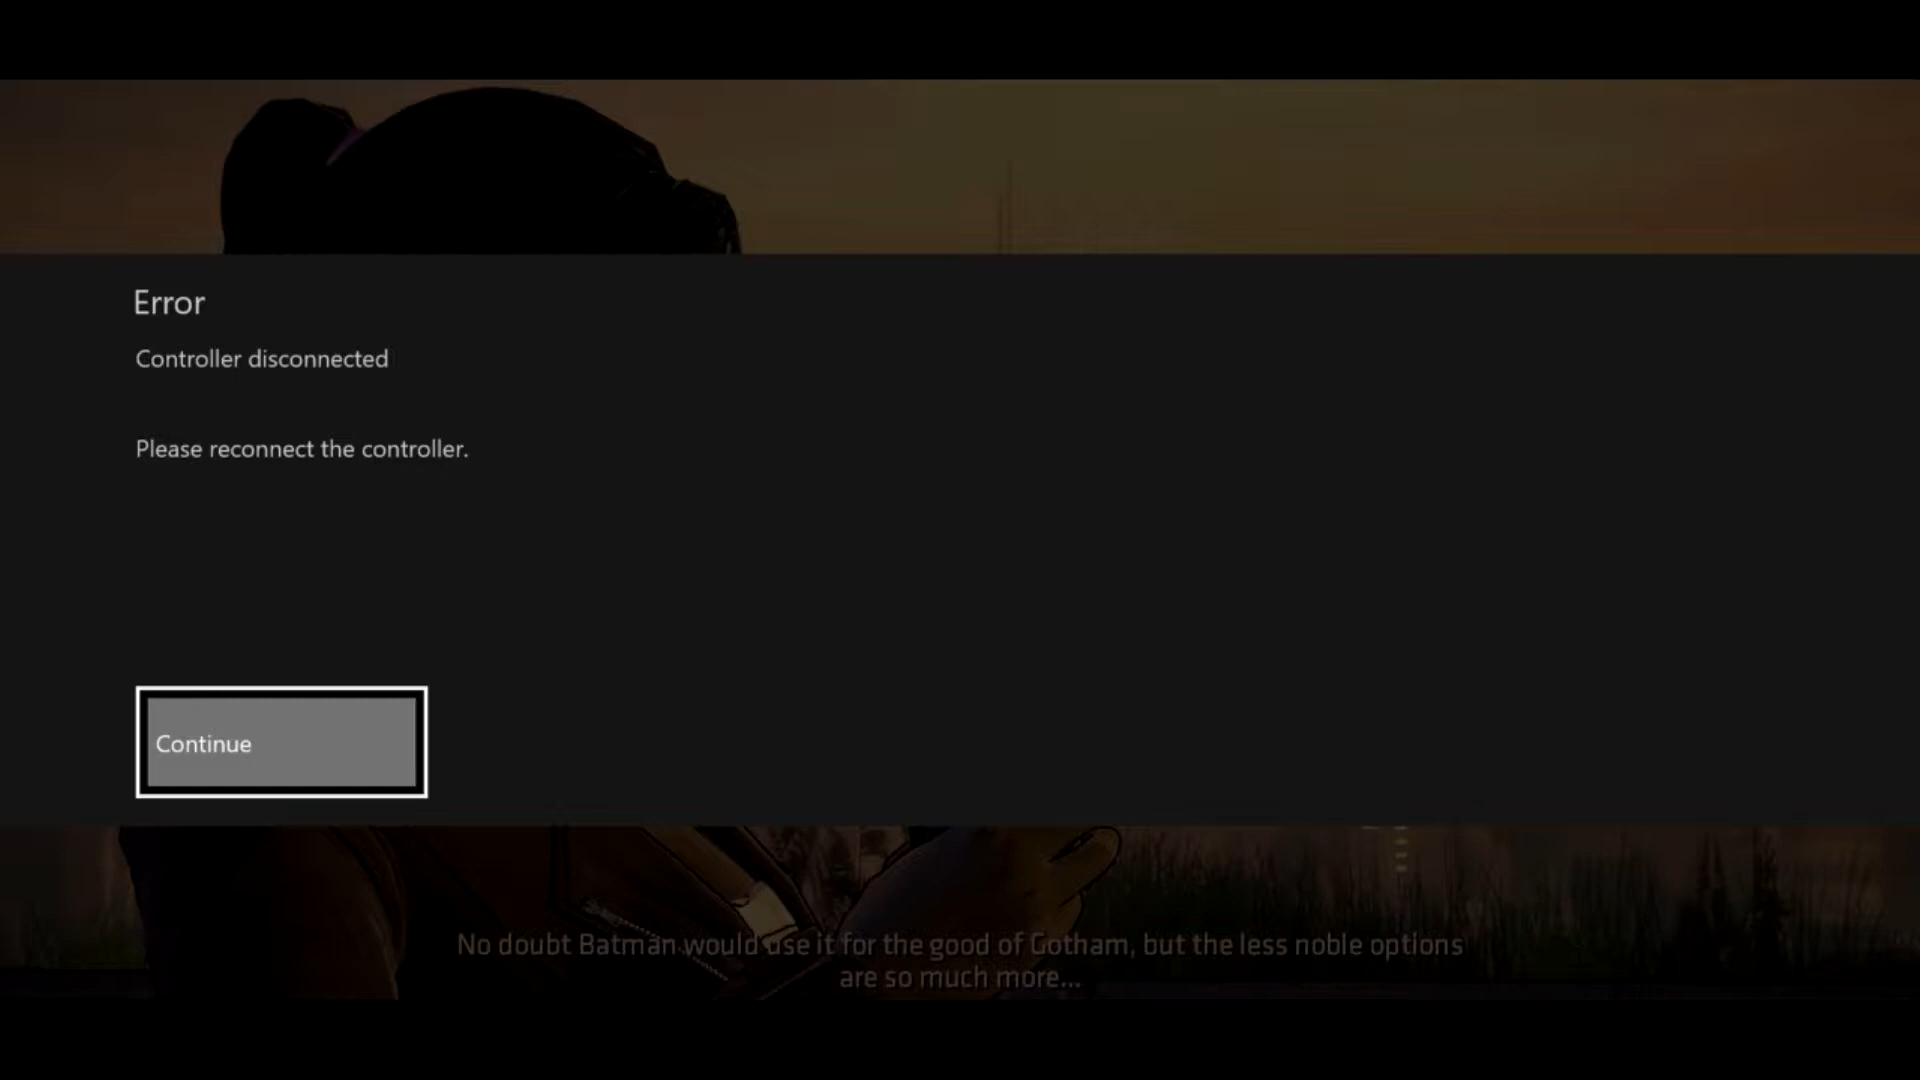 Error
Controller disconnected
Please reconnect the controller.
Continue
No doubt Batman would use it for the good of Gotham, but the less noble options
are so much more...